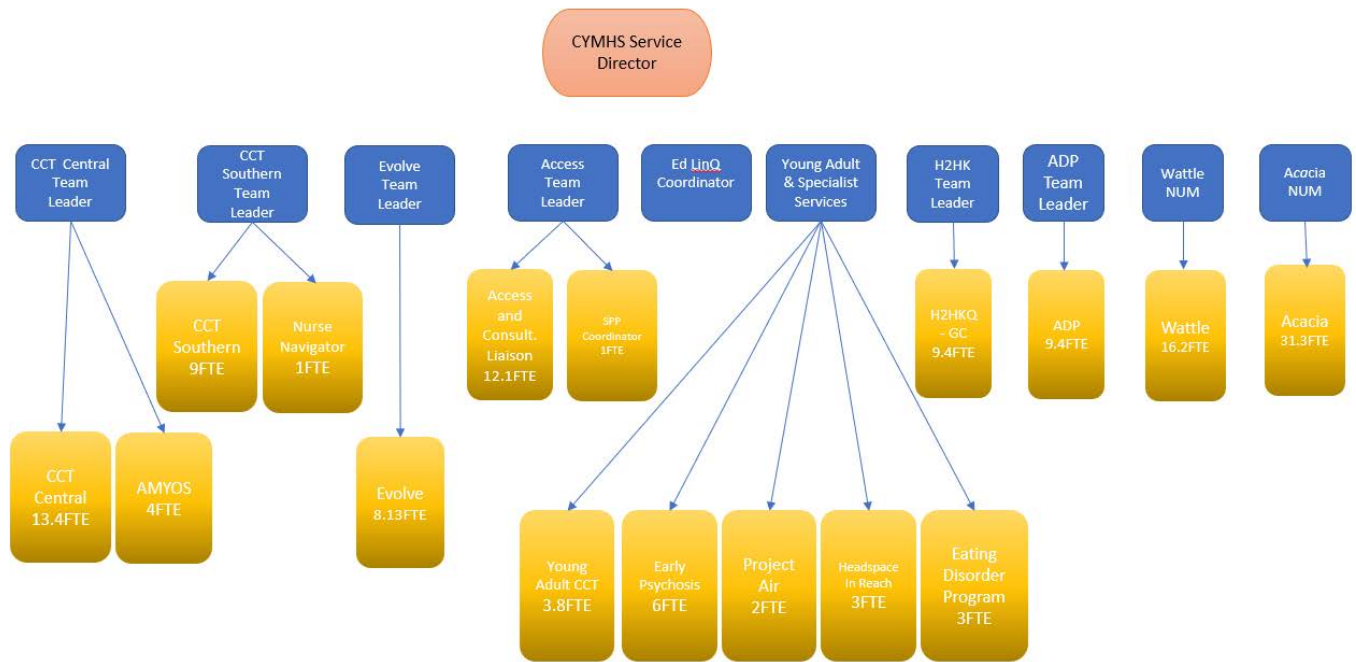 CYMHS Service
Director
CCT Central
Team
Leader
CCT
Southern
Team
Leader
Evolve
Team
Leader
Access
Team
Leader
Ed LinQ
Coordinator
Young Adult
& Specialist
Services
H2HK
Team
Leader
ADP
Team
Leader
Wattle
NUM
Acacia
NUM
CCT
Southern
9FTE
Nurse
Navigator
1FTE
Access
and
Consult.
Liaison
12.1FTE
SPP
Coordinator
1FTE
H2HKQ
- GC
9.4FTE
ADP
9.4FTE
Wattle
16.2FTE
Acacia
31.3FTE
CCT
Central
13.4FTE
AMYOS
4FTE
Evolve
8.13FTE
Young
Adult CCT
3.8FTE
Early
Psychosis
6FTE
Project
Air
2FTE
Headspace
In Reach
3FTE
Eating
Disorder
Program
3FTE